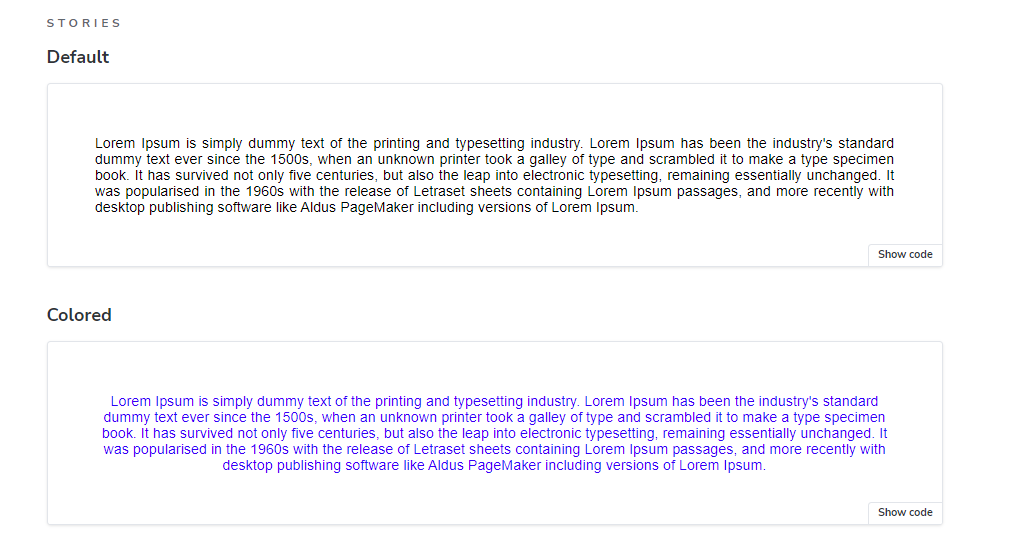 STORIES
Default
Lorem Ipsum is simply dummy text of the printing and typesetting industry. Lorem Ipsum has been the industry's standard
dummy text ever since the 1500s, when an unknown printer took a galley of type and scrambled it to make a type specimen
book. It has survived not only five centuries, but also the leap into electronic typesetting, remaining essentially unchanged. It
was popularised in the 1960s with the release of Letraset sheets containing Lorem Ipsum passages, and more recently with
desktop publishing software like Aldus PageMaker including versions of Lorem Ipsum.
Show code
Colored
Lorem Ipsum is simply dummy text of the printing and typesetting industry. Lorem Ipsum has been the industry's standard
dummy text ever since the 1500s, when an unknown printer took a galley of type and scrambled it to make a type specimen
book. It has survived not only five centuries, but also the leap into electronic typesetting, remaining essentially unchanged. It
was popularised in the 1960s with the release of Letraset sheets containing Lorem Ipsum passages, and more recently with
desktop publishing software like Aldus PageMaker including versions of Lorem Ipsum.
Show code